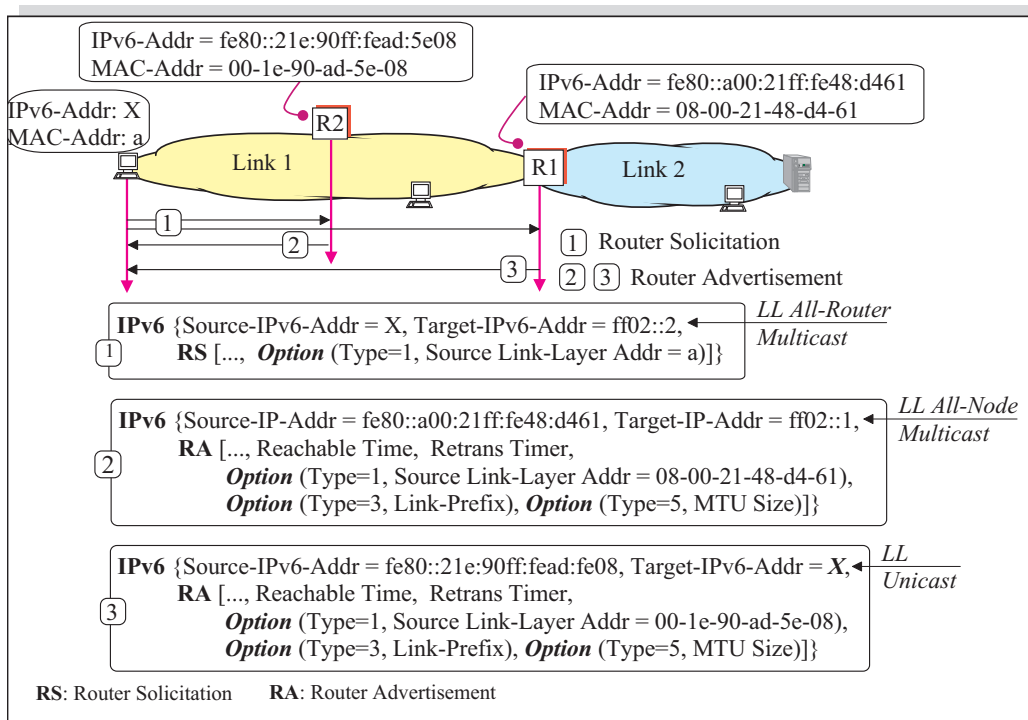 IPv6-Addr = fe80::21e:90ff:fead:5e08
MAC-Addr = 00-1e-90-ad-5e-08
IPv6-Addr = fe80::a00:21ff:fe48:d461
MAC-Addr = 08-00-21-48-d4-61
IPv6-Addr: X
MAC-Addr: a
R2
Link 1
R1
Link 2
1
2
3
1 Router Solicitation
2 3 Router Advertisement
IPv6 {Source-IPv6-Addr = X, Target-IPv6-Addr = ff02::2,
RS [..., Option (Type=1, Source Link-Layer Addr = a)]}
1
LL All-Router
Multicast
IPv6 {Source-IP-Addr = fe80::a00:21ff:fe48:d461, Target-IP-Addr = ff02::1,
RA [..., Reachable Time, Retrans Timer,
Option (Type=1, Source Link-Layer Addr = 08-00-21-48-d4-61),
Option (Type=3, Link-Prefix), Option (Type=5, MTU Size)]}
2
LL All-Node
Multicast
IPv6 {Source-IPv6-Addr = fe80::21e:90ff:fead:fe08, Target-IPv6-Addr = X,
RA [..., Reachable Time, Retrans Timer,
Option (Type=1, Source Link-Layer Addr = 00-1e-90-ad-5e-08),
Option (Type=3, Link-Prefix), Option (Type=5, MTU Size)]}
3
LL
Unicast
RS: Router Solicitation RA: Router Advertisement